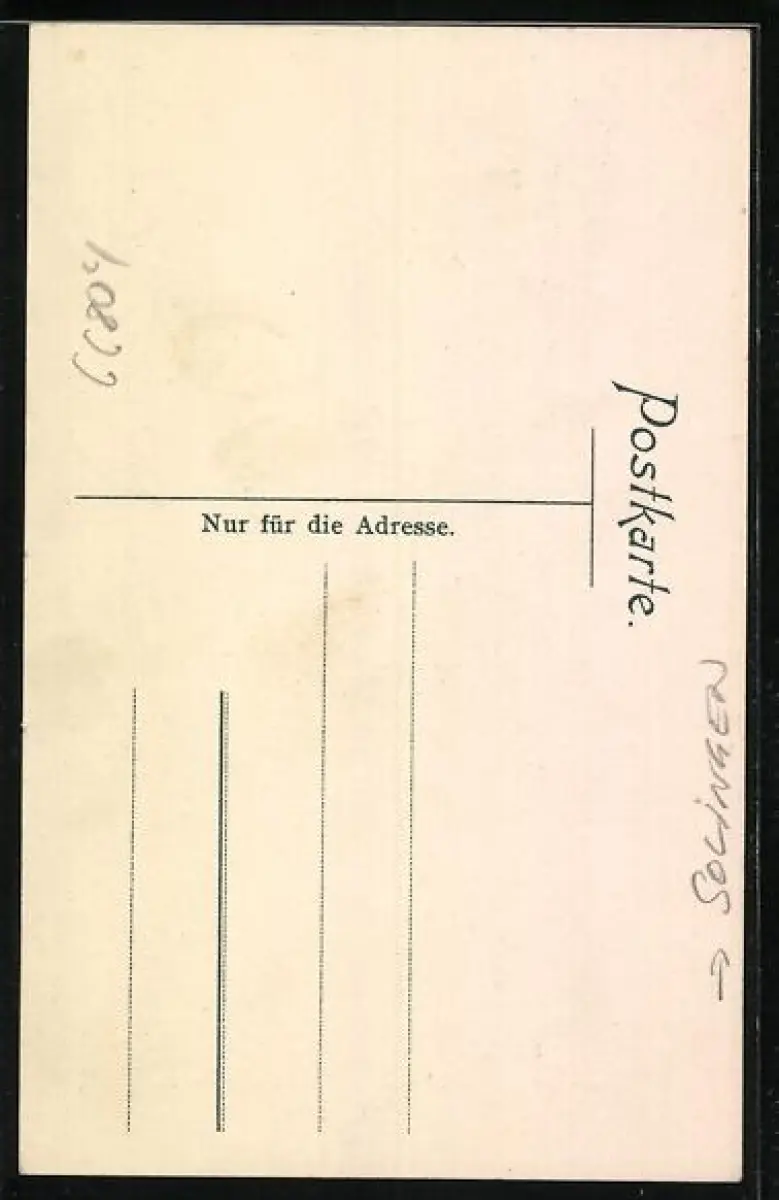 Postkarte.
Nur für die Adresse.
→ SOLINGEN